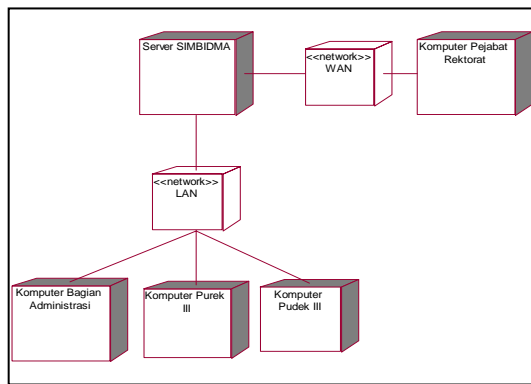 Server SIMBIDMA
<<network>>
WAN
Komputer Pejabat
Rektorat
<<network>>
LAN
Komputer Bagian
Administrasi
Komputer Purek
III
Komputer
Pudek III